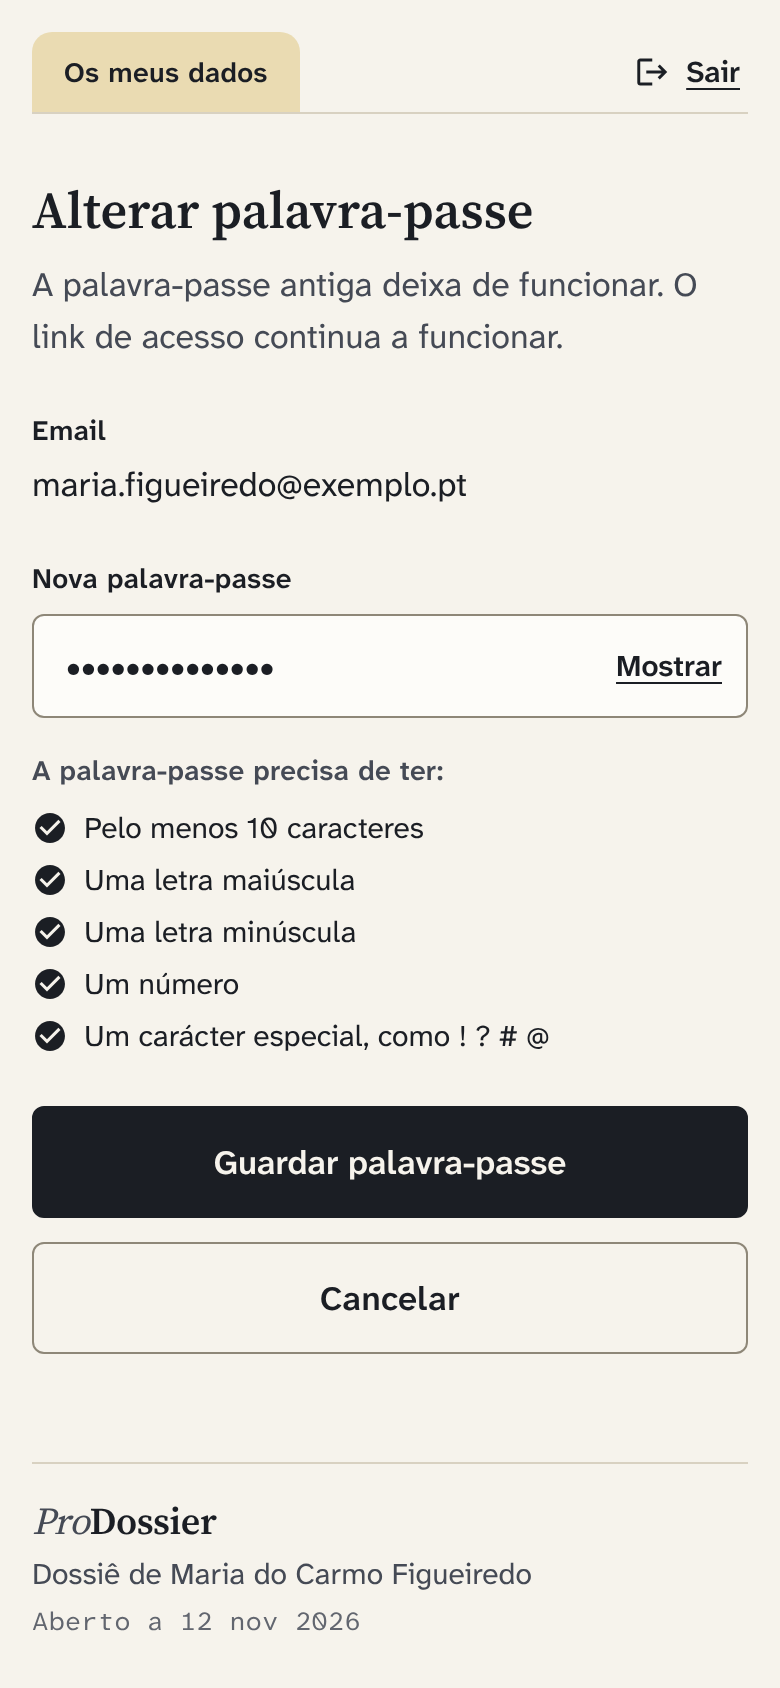 Os meus dados
Sair
Alterar palavra-passe
A palavra-passe antiga deixa de funcionar. O
link de acesso continua a funcionar.
Email
maria.figueiredo@exemplo.pt
Nova palavra-passe
••••••••••••••
Mostrar
A palavra-passe precisa de ter:
Pelo menos 10 caracteres
Uma letra maiúscula
Uma letra minúscula
Um número
Um carácter especial, como ! ? # @
Guardar palavra-passe
Cancelar
ProDossier
Dossiê de Maria do Carmo Figueiredo
Aberto a 12 nov 2026